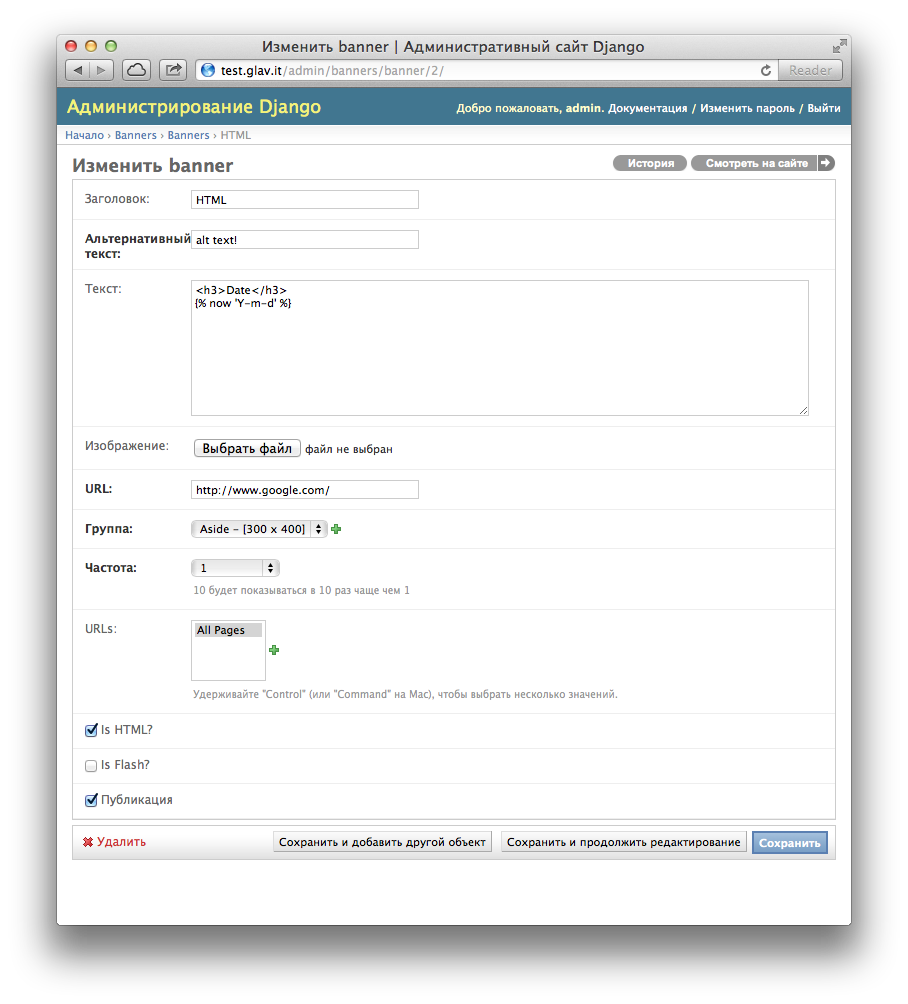 Изменить banner | Административный сайт Django
test.glav.it/admin/banners/banner/2/
Reader
Администрирование Django
Добро пожаловать, admin. Документация / Изменить пароль / Выйти
Начало › Banners › Banners › HTML
Изменить banner
История
Смотреть на сайте
Заголовок:
HTML
Альтернативный
текст:
alt text!
Текст:
<h3>Date</h3>
{% now 'Y-m-d' %}
Изображение:
Выбрать файл файл не выбран
URL:
http://www.google.com/
Группа:
Aside – [300 x 400]
Частота:
1
10 будет показываться в 10 раз чаще чем 1
URLs:
All Pages
Удерживайте "Control" (или "Command" на Mac), чтобы выбрать несколько значений.
Is HTML?
Is Flash?
Публикация
Удалить
Сохранить и добавить другой объект
Сохранить и продолжить редактирование
Сохранить